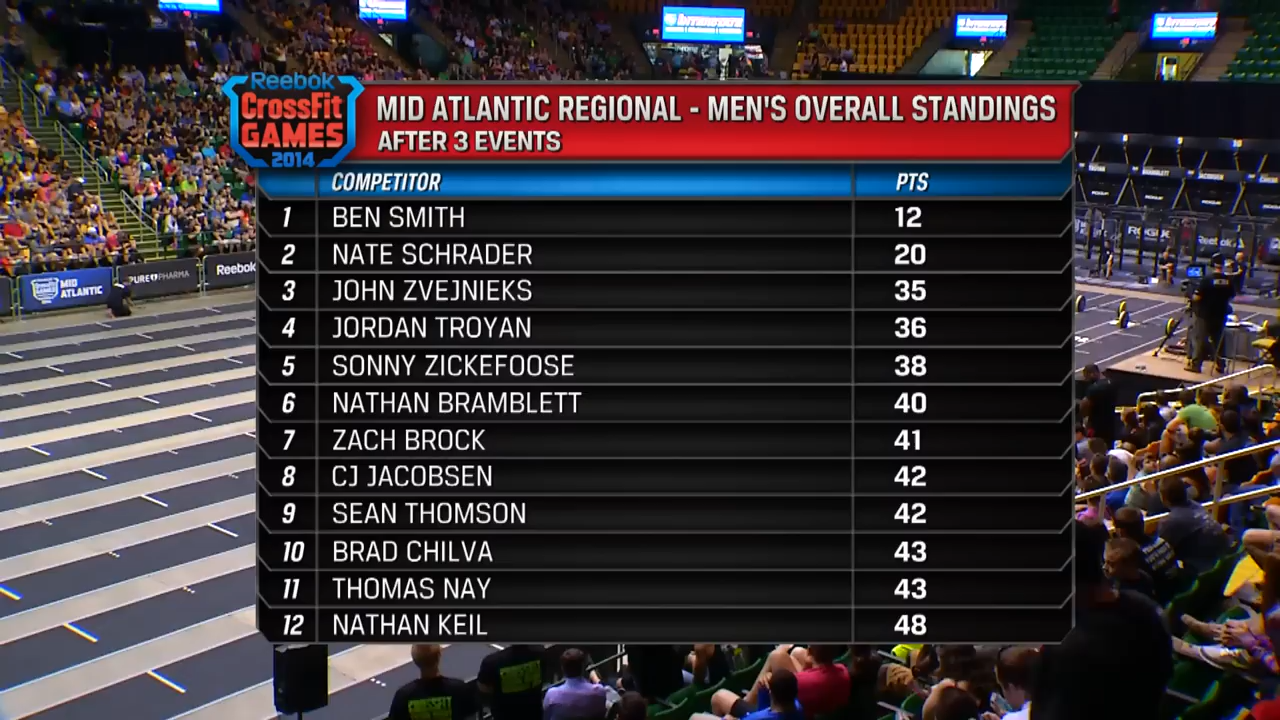 Reebok
CrossFit
GAMES
2014
MID ATLANTIC REGIONAL - MEN'S OVERALL STANDINGS
AFTER 3 EVENTS
COMPETITOR PTS
1 BEN SMITH 12
2 NATE SCHRADER 20
3 JOHN ZVEJNIEKS 35
4 JORDAN TROYAN 36
5 SONNY ZICKEFOOSE 38
6 NATHAN BRAMBLETT 40
7 ZACH BROCK 41
8 CJ JACOBSEN 42
9 SEAN THOMSON 42
10 BRAD CHILVA 43
11 THOMAS NAY 43
12 NATHAN KEIL 48
MID
ATLANTIC
PURE PHARMA
Reebok
ROGUE
Reebok